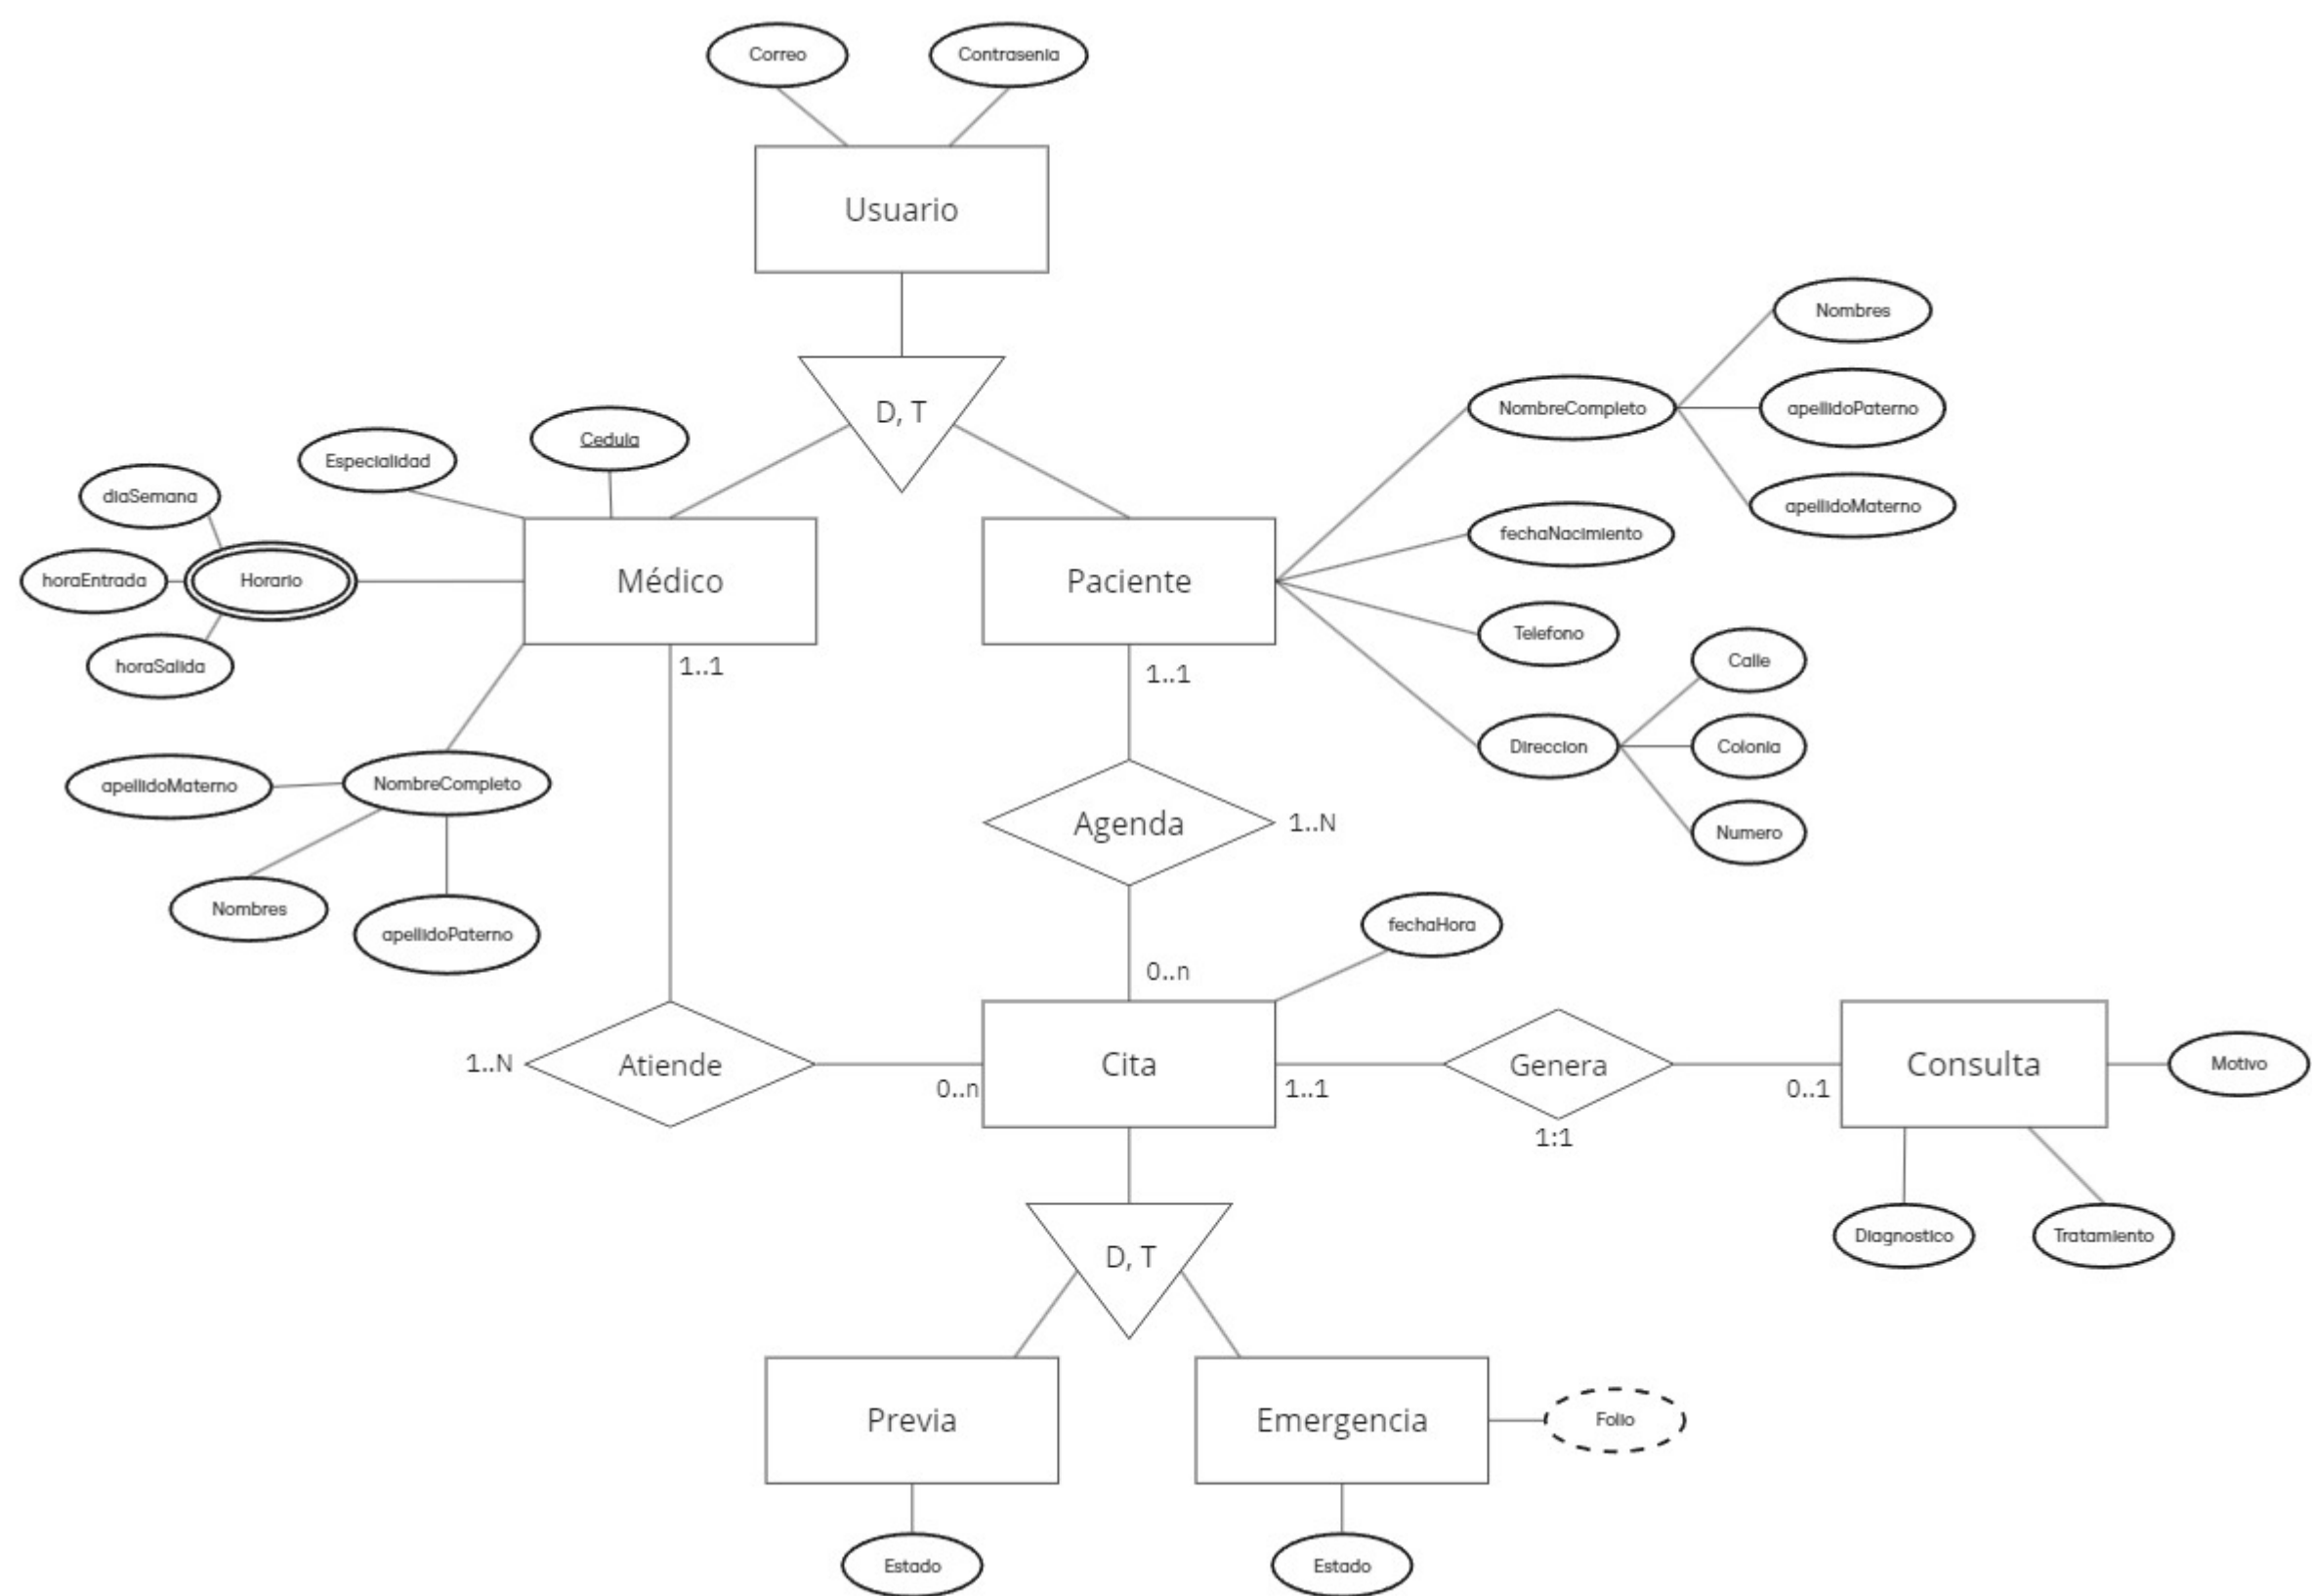 Correo
Contrasenia
Usuario
D, T
Nombres
NombreCompleto
apellidoPaterno
apellidoMaterno
fechaNacimiento
Telefono
Direccion
Calle
Colonia
Numero
Cedula
Especialidad
diaSemana
horaEntrada
Horario
horaSalida
Médico
Paciente
1..1
1..1
apellidoMaterno
NombreCompleto
Nombres
apellidoPaterno
Agenda
1..N
fechaHora
0..n
1..N
Atiende
0..n
Cita
1..1
Genera
1:1
0..1
Consulta
Motivo
Diagnostico
Tratamiento
D, T
Previa
Emergencia
Folio
Estado
Estado